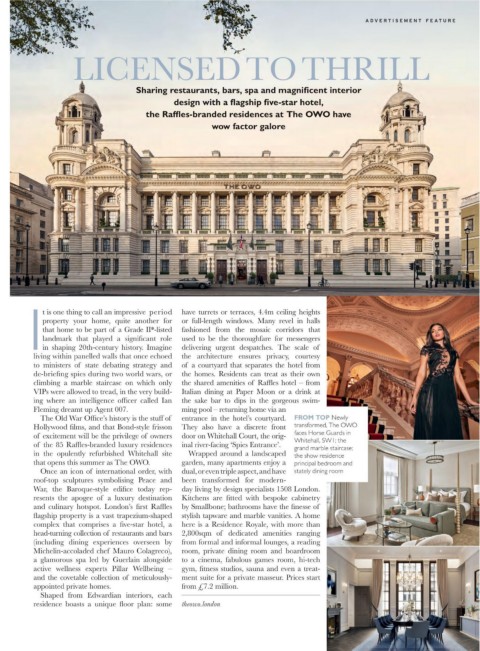 ADVERTISEMENT FEATURE
LICENSED TO THRILL
Sharing restaurants, bars, spa and magnificent interior
design with a flagship five-star hotel,
the Raffles-branded residences at The OWO have
wow factor galore
THE OWO
It is one thing to call an impressive period
property your home, quite another for
that home to be part of a Grade II*-listed
landmark that played a significant role
in shaping 20th-century history. Imagine
living within panelled walls that once echoed
to ministers of state debating strategy and
de-briefing spies during two world wars, or
climbing a marble staircase on which only
VIPs were allowed to tread, in the very build-
ing where an intelligence officer called Ian
Fleming dreamt up Agent 007.
The Old War Office's history is the stuff of
Hollywood films, and that Bond-style frisson
of excitement will be the privilege of owners
of the 85 Raffles-branded luxury residences
in the opulently refurbished Whitehall site
that opens this summer as The OWO.
Once an icon of international order, with
roof-top sculptures symbolising Peace and
War, the Baroque-style edifice today rep-
resents the apogee of a luxury destination
and culinary hotspot. London's first Raffles
flagship property is a vast trapezium-shaped
complex that comprises a five-star hotel, a
head-turning collection of restaurants and bars
(including dining experiences overseen by
Michelin-accoladed chef Mauro Colagreco),
a glamorous spa led by Guerlain alongside
active wellness experts Pillar Wellbeing –
and the covetable collection of meticulously-
appointed private homes.
Shaped from Edwardian interiors, each
residence boasts a unique floor plan: some
have turrets or terraces, 4.4m ceiling heights
or full-length windows. Many revel in halls
fashioned from the mosaic corridors that
used to be the thoroughfare for messengers
delivering urgent despatches. The scale of
the architecture ensures privacy, courtesy
of a courtyard that separates the hotel from
the homes. Residents can treat as their own
the shared amenities of Raffles hotel – from
Italian dining at Paper Moon or a drink at
the sake bar to dips in the gorgeous swim-
ming pool – returning home via an
entrance in the hotel's courtyard.
They also have a discrete front
door on Whitehall Court, the orig-
inal river-facing 'Spies Entrance'.
Wrapped around a landscaped
garden, many apartments enjoy a
dual, or even triple aspect, and have
been transformed for modern-
day living by design specialists 1508 London.
Kitchens are fitted with bespoke cabinetry
by Smallbone; bathrooms have the finesse of
stylish tapware and marble vanities. A home
here is a Residence Royale, with more than
2,800sqm of dedicated amenities ranging
from formal and informal lounges, a reading
room, private dining room and boardroom
to a cinema, fabulous games room, hi-tech
gym, fitness studios, sauna and even a treat-
ment suite for a private masseur. Prices start
from £7.2 million.
theowo.london
FROM TOP Newly
transformed, The OWO
faces Horse Guards in
Whitehall, SW1; the
grand marble staircase;
the show residence
principal bedroom and
stately dining room